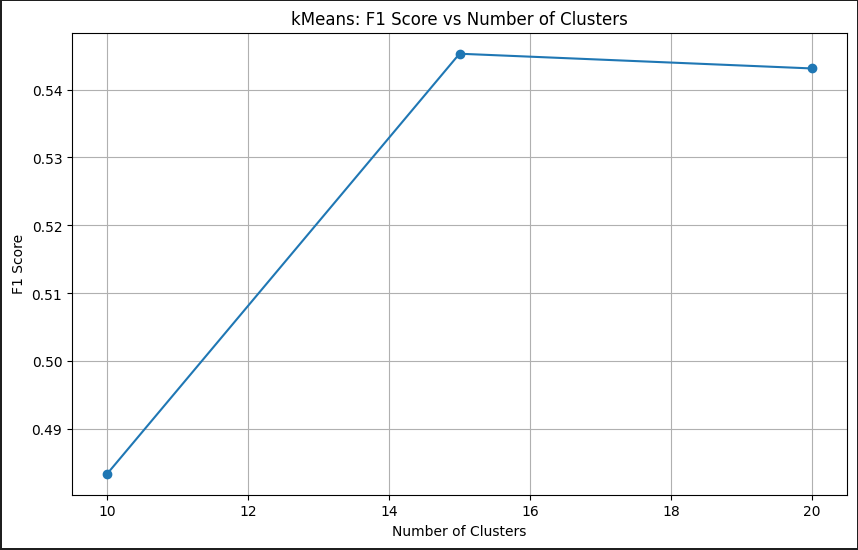 kMeans: F1 Score vs Number of Clusters
0.54
0.53
0.52
0.51
0.50
0.49
F1 Score
10 12 14 16 18 20
Number of Clusters